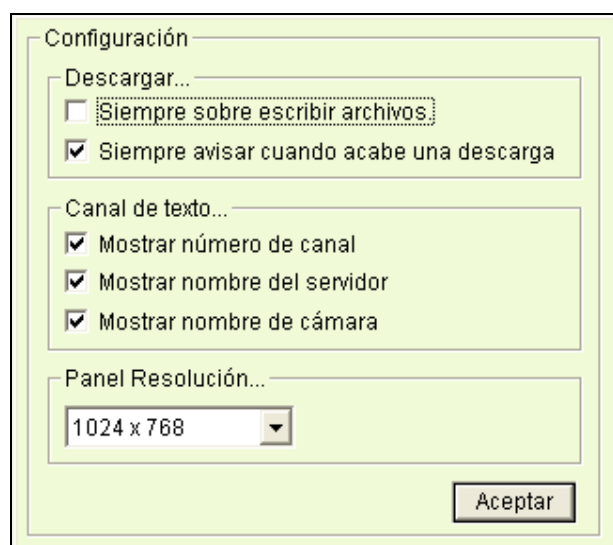 Configuración
Descargar...
Siempre sobre escribir archivos.
Siempre avisar cuando acabe una descarga
Canal de texto...
Mostrar número de canal
Mostrar nombre del servidor
Mostrar nombre de cámara
Panel Resolución...
1024 x 768
Aceptar